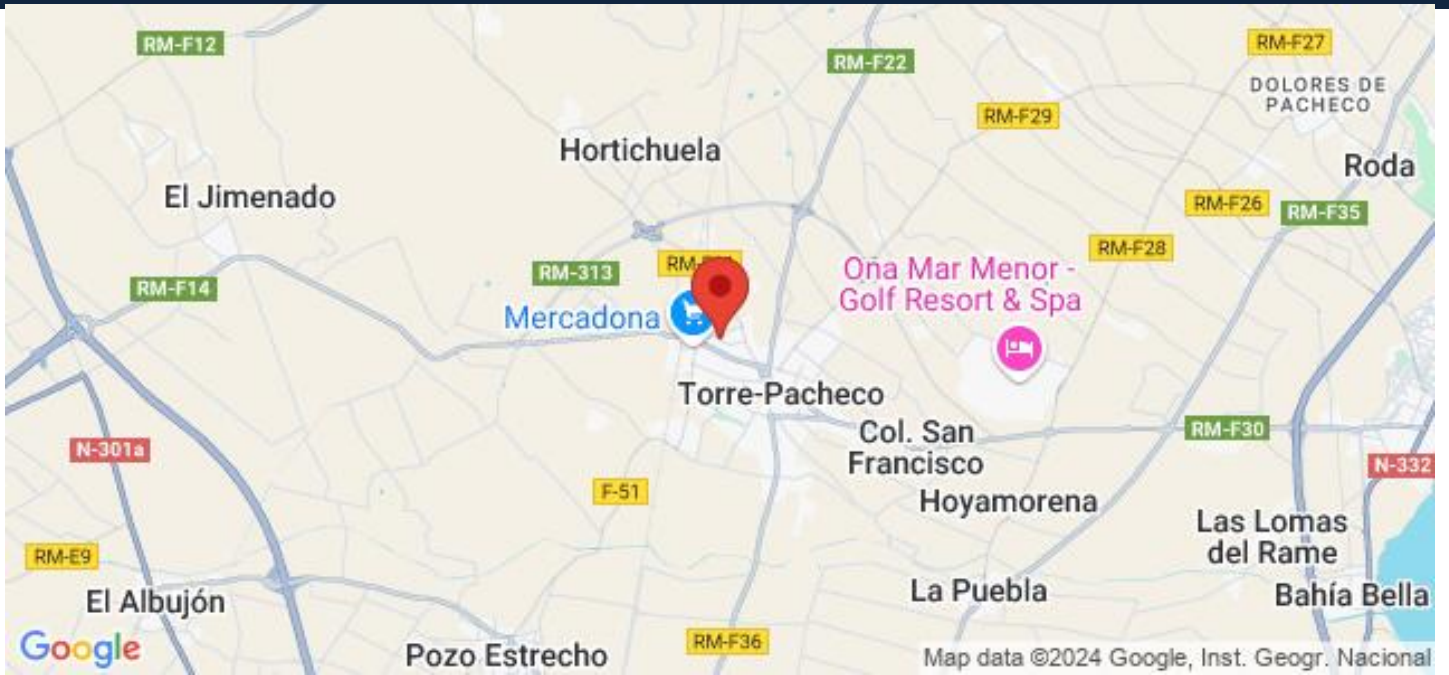 RM-F12
RM-F27
RM-F22
DOLORES DE
PACHECO
RM-F29
Hortichuela
Roda
El Jimenado
RM-F26
RM-F35
RM-F28
RM-313
Ona Mar Menor -
Golf Resort & Spa
RM-F14
Mercadona
Torre-Pacheco
Col. San
Francisco
RM-F30
N-301a
N-332
F-51
Hoyamorena
Las Lomas
del Rame
RM-E9
El Albujón
La Puebla
Bahía Bella
Pozo Estrecho
RM-F36
Google
Map data ©2024 Google, Inst. Geogr. Nacional